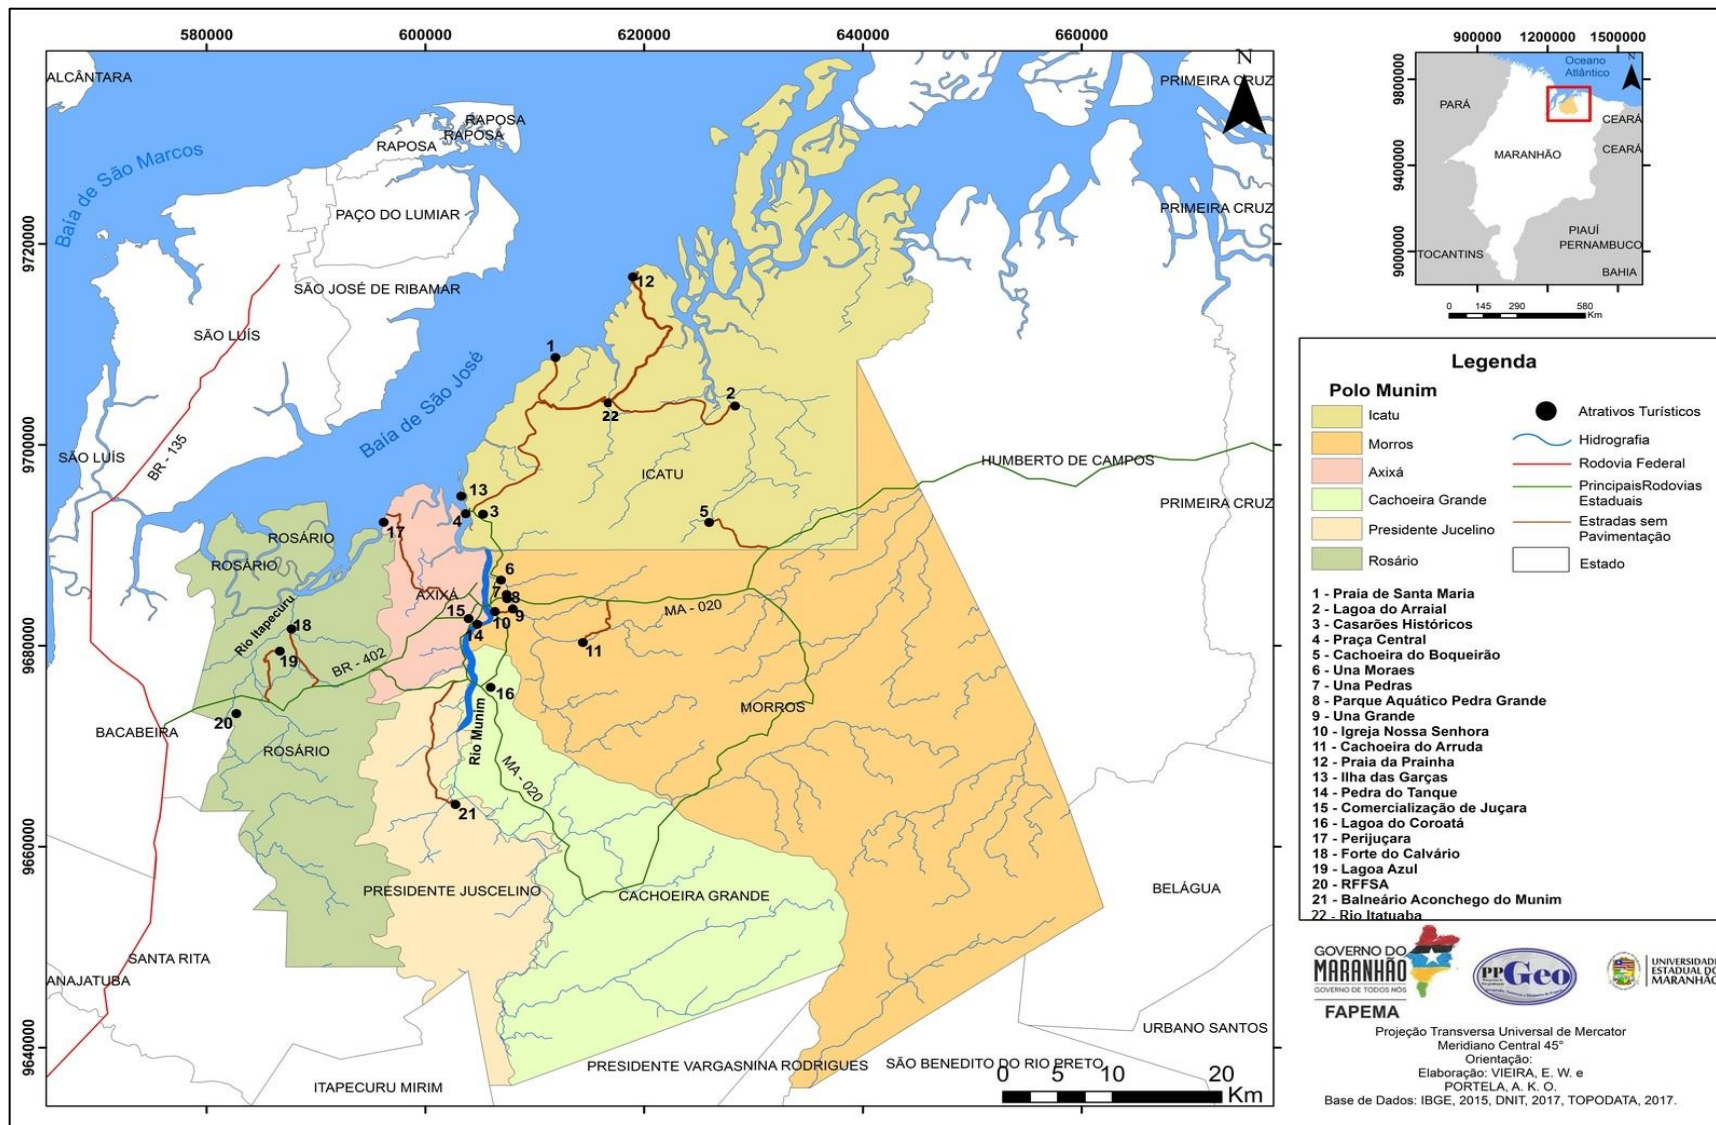 580000
600000
620000
640000
6660000
ALCÂNTARA
RAPOSA
RAPOSA
RAPOSA
PAÇO DO LUMIAR
SÃO JOSÉ DE RIBAMAR
SÃO LUÍS
SÃO LUÍS
Baía de São Marcos
Baía de São José
BR - 135
PRIMEIRA CRUZ
PRIMEIRA CRUZ
PRIMEIRA CRUZ
N
9720000
9700000
9680000
9660000
9640000
12
1
2
22
ICATU
HUMBERTO DE CAMPOS
13
4
3
5
17
ROSÁRIO
ROSÁRIO
AXIXÁ
6
7
8
9
10
15
14
MA - 020
11
Rio Itapecuru
18
19
BR - 402
16
20
BACABEIRA
ROSÁRIO
Rio Munim
MORROS
MA - 020
21
PRESIDENTE JUSCELINO
CACHOEIRA GRANDE
BELÁGUA
SANTA RITA
ANAJATUBA
URBANO SANTOS
PRESIDENTE VARGASNINA RODRIGUES
SÃO BENEDITO DO RIO PRETO
ITAPECURU MIRIM
0 5 10 20
Km
900000 1200000 1500000
9800000
9400000
9000000
Oceano
Atlântico
N
PARÁ
CEARÁ
CEARÁ
MARANHÃO
PIAUÍ
PERNAMBUCO
TOCANTINS
BAHIA
0 145 290 580
Km
Legenda
Polo Munim
Icatu
Morros
Axixá
Cachoeira Grande
Presidente Jucelino
Rosário
Atrativos Turísticos
Hidrografia
Rodovia Federal
PrincipaisRodovias
Estaduais
Estradas sem
Pavimentação
Estado
1 - Praia de Santa Maria
2 - Lagoa do Arraial
3 - Casarões Históricos
4 - Praça Central
5 - Cachoeira do Boqueirão
6 - Una Moraes
7 - Una Pedras
8 - Parque Aquático Pedra Grande
9 - Una Grande
10 - Igreja Nossa Senhora
11 - Cachoeira do Arruda
12 - Praia da Prainha
13 - Ilha das Garças
14 - Pedra do Tanque
15 - Comercialização de Juçara
16 - Lagoa do Coroatá
17 - Perijuçara
18 - Forte do Calvário
19 - Lagoa Azul
20 - RFFSA
21 - Balneário Aconchego do Munim
22 - Rio Itatuaba
GOVERNO DO
MARANHÃO
GOVERNO DE TODOS NÓS
FAPEMA
PPGeo
UNIVERSIDADE
ESTADUAL DO
MARANHÃO
Projeção Transversa Universal de Mercator
Meridiano Central 45°
Orientação:
Elaboração: VIEIRA, E. W. e
PORTELA, A. K. O.
Base de Dados: IBGE, 2015, DNIT, 2017, TOPODATA, 2017.